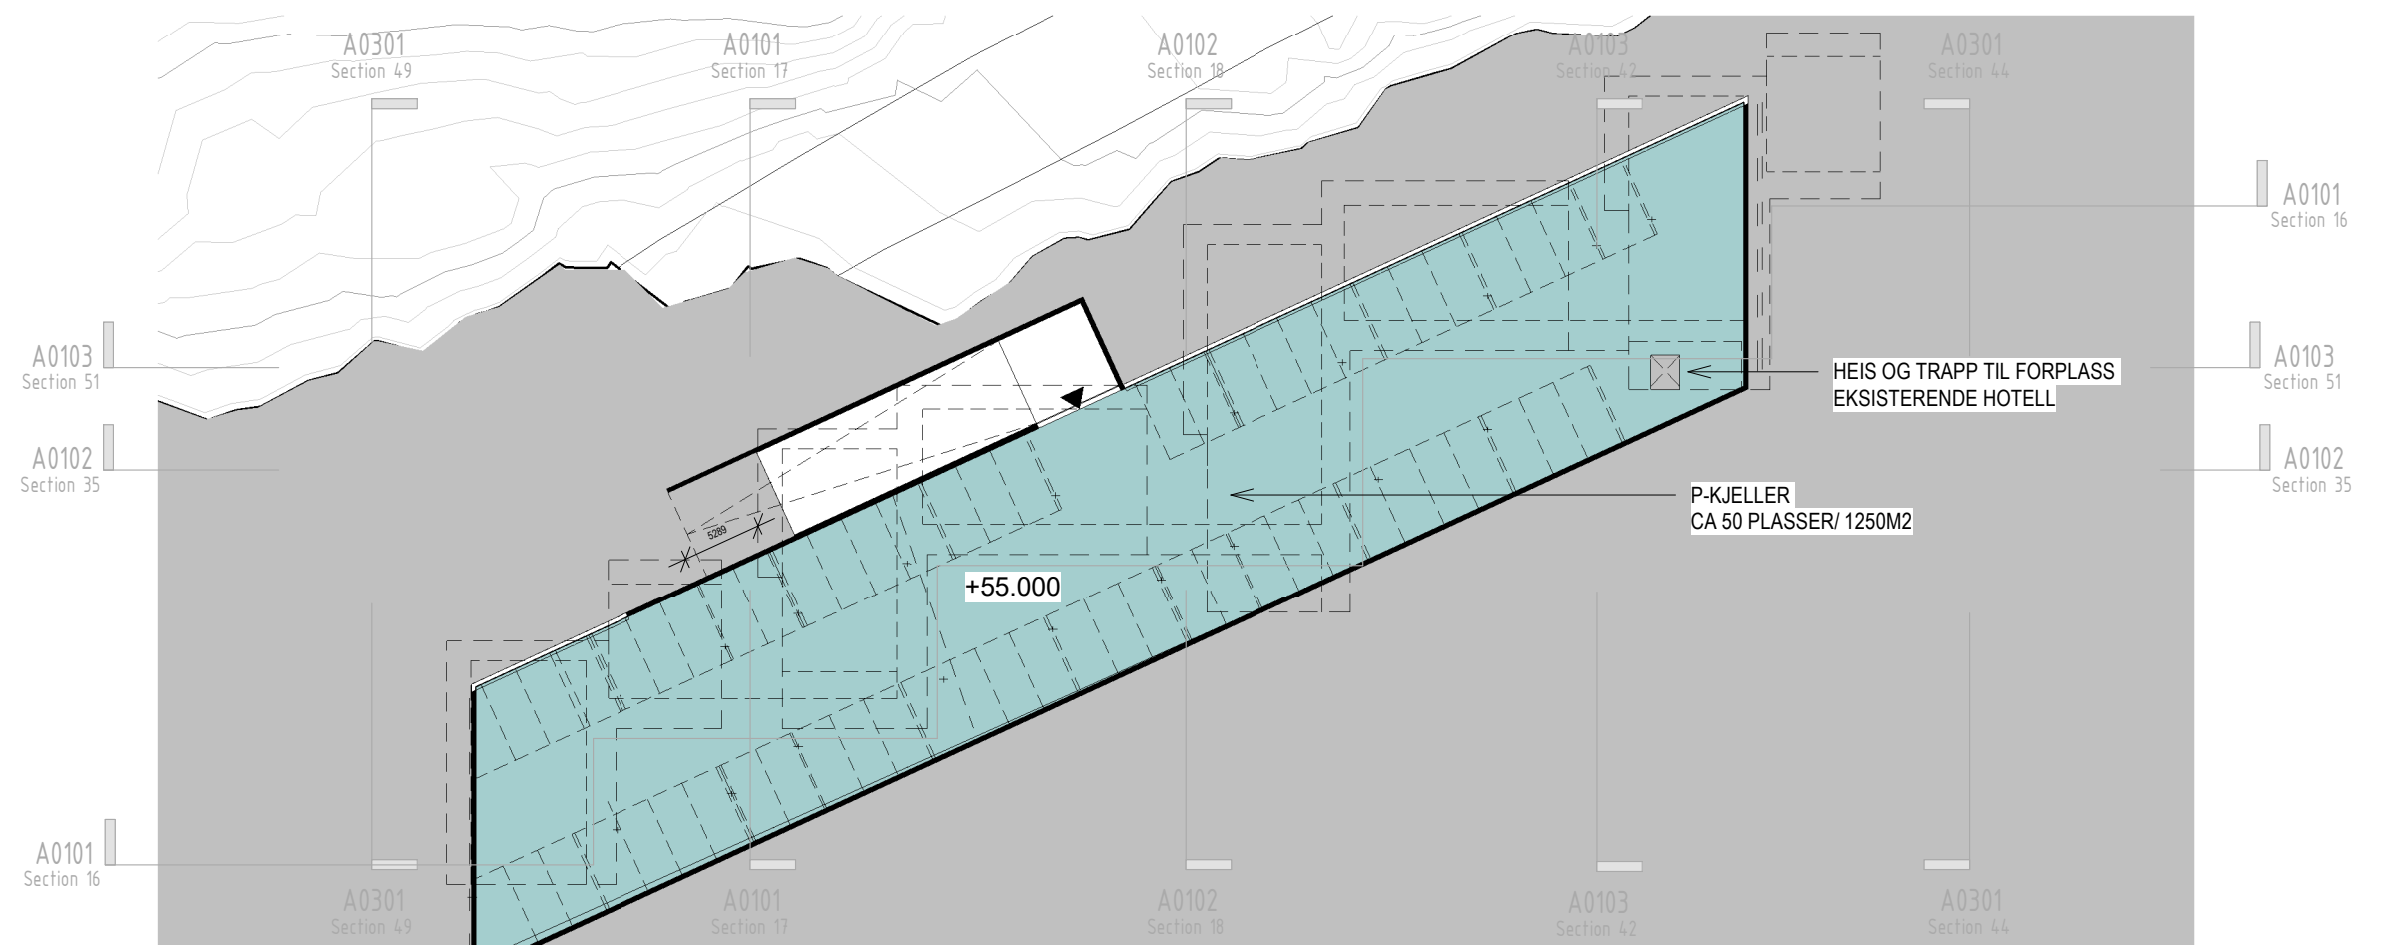 A0301
Section 49
A0101
Section 17
A0102
Section 18
A0103
Section 42
A0301
Section 44
A0101
Section 16
A0103
Section 51
A0103
Section 51
HEIS OG TRAPP TIL FORPLASS
EKSISTERENDE HOTELL
A0102
Section 35
A0102
Section 35
P-KJELLER
CA 50 PLASSER/ 1250M2
5289
+55.000
A0101
Section 16
A0301
Section 49
A0101
Section 17
A0102
Section 18
A0103
Section 42
A0301
Section 44